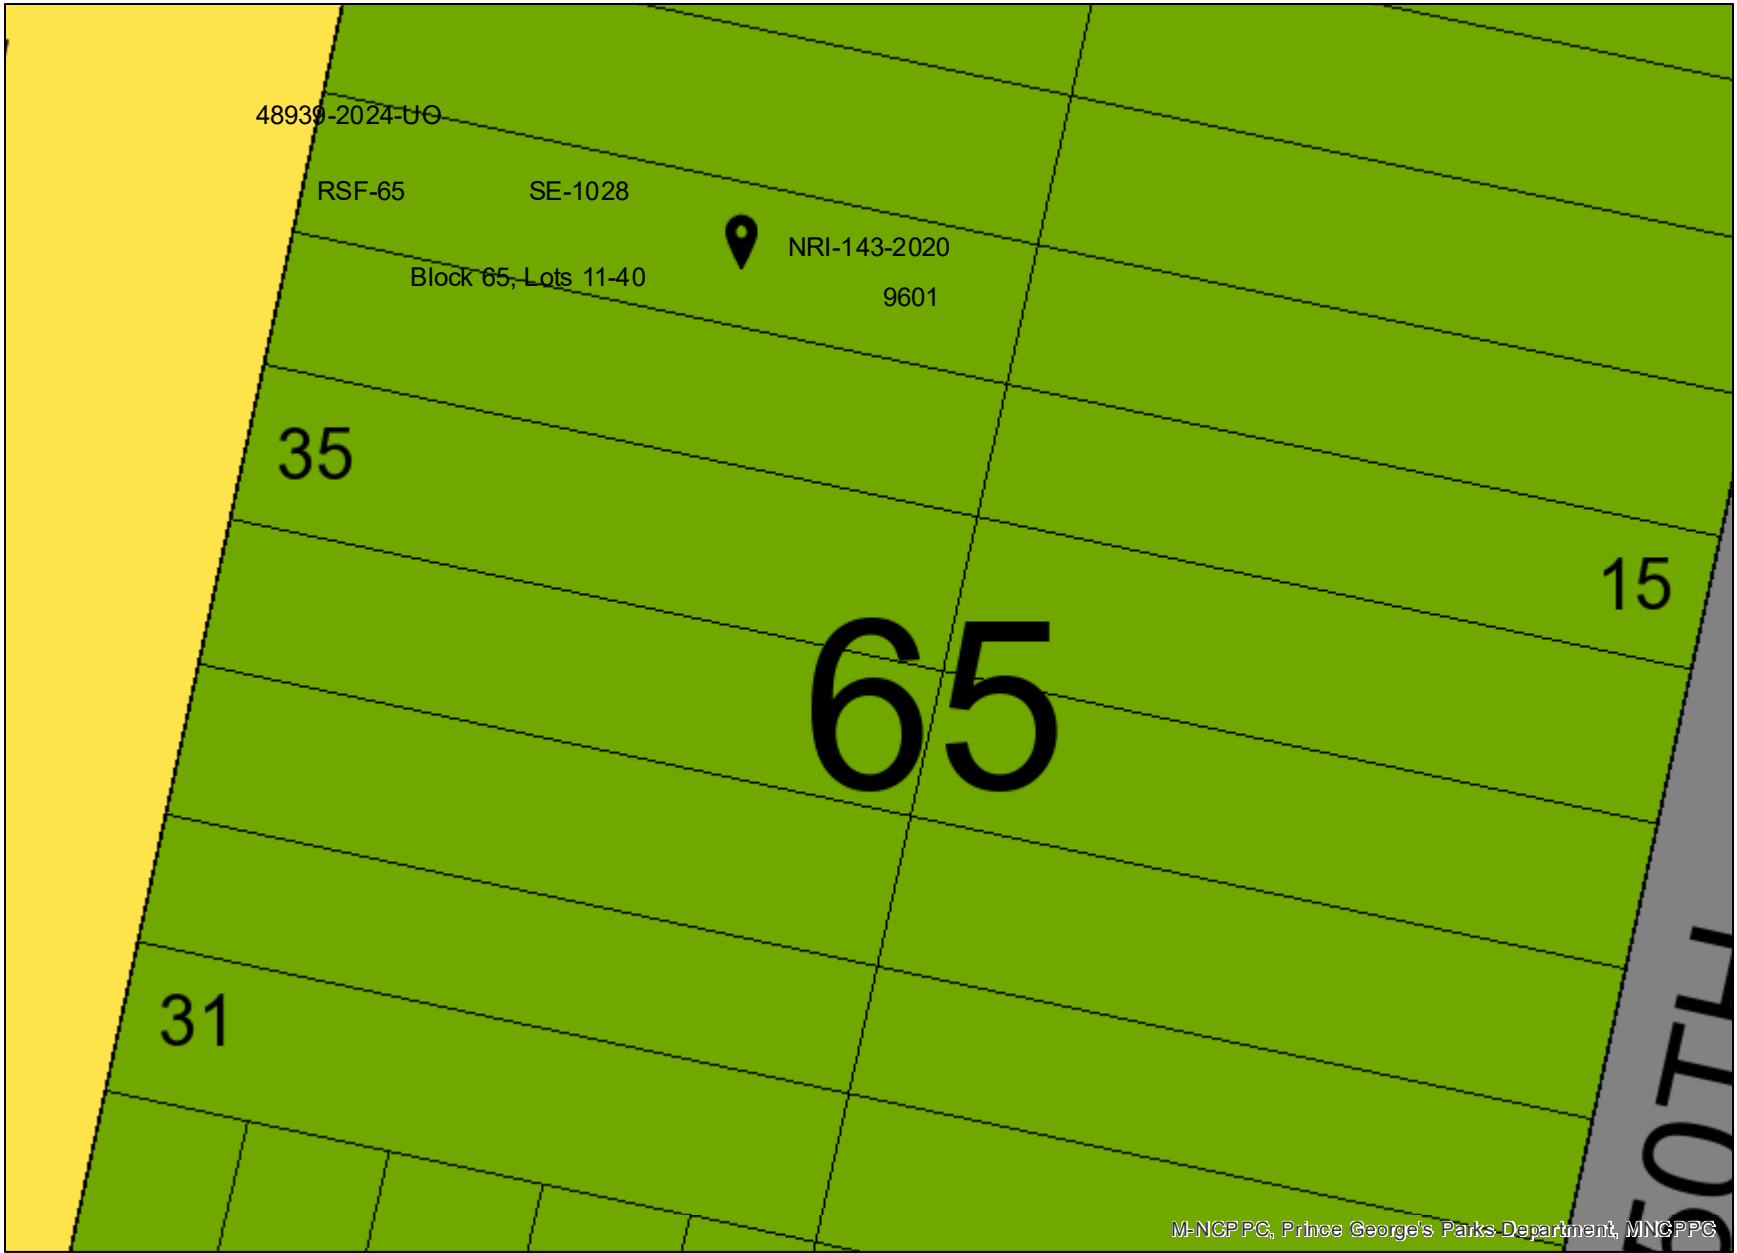 48939-2024-UO
RSF-65
SE-1028
NRI-143-2020
Block 65, Lots 11-40
9601
35
15
65
31
50TH
M-NCPPC, Prince George's Parks Department, MNCPPC